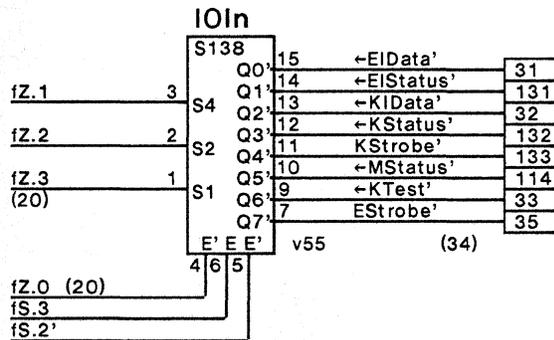 IOIn
S138
15 ←EIData'
Q0' 31
14 ←EIStatus'
fZ.1 3 S4 Q1' 131
13 ←KIData'
Q2' 32
12 ←KStatus'
fZ.2 2 S2 Q3' 132
11 KStrobe'
Q4' 133
10 ←MStatus'
fZ.3 1 S1 Q5' 114
(20) 9 ←KTest'
Q6' 33
7 EStrobe'
Q7' 35
E' E E' v55 (34)
4 6 5
fZ.0 (20)
fS.3
fS.2'